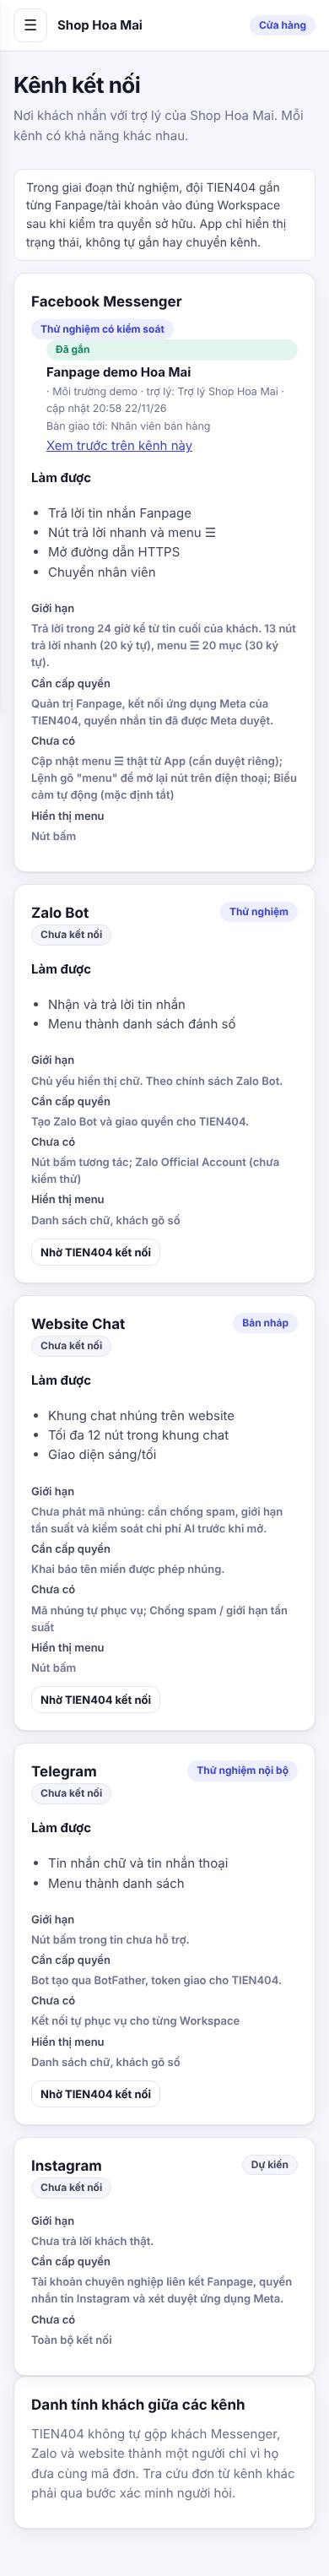 ☰ Shop Hoa Mai Cửa hàng
Kênh kết nối
Nơi khách nhắn với trợ lý của Shop Hoa Mai. Mỗi
kênh có khả năng khác nhau.
Trong giai đoạn thử nghiệm, đội TIEN404 gắn
từng Fanpage/tài khoản vào đúng Workspace
sau khi kiểm tra quyền sở hữu. App chỉ hiển thị
trạng thái, không tự gắn hay chuyển kênh.
Facebook Messenger
Thử nghiệm có kiểm soát
Đã gắn
Fanpage demo Hoa Mai
· Môi trường demo · trợ lý: Trợ lý Shop Hoa Mai ·
cập nhật 20:58 22/11/26
Bàn giao tới: Nhân viên bán hàng
Xem trước trên kênh này
Làm được
• Trả lời tin nhắn Fanpage
• Nút trả lời nhanh và menu ☰
• Mở đường dẫn HTTPS
• Chuyển nhân viên
Giới hạn
Trả lời trong 24 giờ kể từ tin cuối của khách. 13 nút
trả lời nhanh (20 ký tự), menu ☰ 20 mục (30 ký
tự).
Cần cấp quyền
Quản trị Fanpage, kết nối ứng dụng Meta của
TIEN404, quyền nhắn tin đã được Meta duyệt.
Chưa có
Cập nhật menu ☰ thật từ App (cần duyệt riêng);
Lệnh gõ "menu" để mở lại nút trên điện thoại; Biểu
cảm tự động (mặc định tắt)
Hiển thị menu
Nút bấm
Zalo Bot Thử nghiệm
Chưa kết nối
Làm được
• Nhận và trả lời tin nhắn
• Menu thành danh sách đánh số
Giới hạn
Chủ yếu hiển thị chữ. Theo chính sách Zalo Bot.
Cần cấp quyền
Tạo Zalo Bot và giao quyền cho TIEN404.
Chưa có
Nút bấm tương tác; Zalo Official Account (chưa
kiểm thử)
Hiển thị menu
Danh sách chữ, khách gõ số
Nhờ TIEN404 kết nối
Website Chat Bản nháp
Chưa kết nối
Làm được
• Khung chat nhúng trên website
• Tối đa 12 nút trong khung chat
• Giao diện sáng/tối
Giới hạn
Chưa phát mã nhúng: cần chống spam, giới hạn
tần suất và kiểm soát chi phí AI trước khi mở.
Cần cấp quyền
Khai báo tên miền được phép nhúng.
Chưa có
Mã nhúng tự phục vụ; Chống spam / giới hạn tần
suất
Hiển thị menu
Nút bấm
Nhờ TIEN404 kết nối
Telegram Thử nghiệm nội bộ
Chưa kết nối
Làm được
• Tin nhắn chữ và tin nhắn thoại
• Menu thành danh sách
Giới hạn
Nút bấm trong tin chưa hỗ trợ.
Cần cấp quyền
Bot tạo qua BotFather, token giao cho TIEN404.
Chưa có
Kết nối tự phục vụ cho từng Workspace
Hiển thị menu
Danh sách chữ, khách gõ số
Nhờ TIEN404 kết nối
Instagram Dự kiến
Chưa kết nối
Giới hạn
Chưa trả lời khách thật.
Cần cấp quyền
Tài khoản chuyên nghiệp liên kết Fanpage, quyền
nhắn tin Instagram và xét duyệt ứng dụng Meta.
Chưa có
Toàn bộ kết nối
Danh tính khách giữa các kênh
TIEN404 không tự gộp khách Messenger,
Zalo và website thành một người chỉ vì họ
đưa cùng mã đơn. Tra cứu đơn từ kênh khác
phải qua bước xác minh người hỏi.